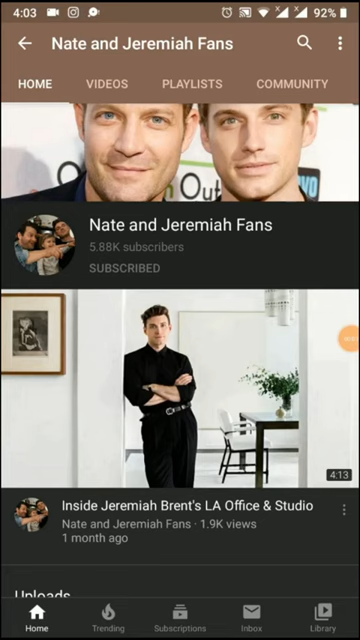 4:03
92%
Nate and Jeremiah Fans
HOME
VIDEOS
PLAYLISTS
COMMUNITY
Out
Nate and Jeremiah Fans
5.88K subscribers
SUBSCRIBED
4:13
Inside Jeremiah Brent's LA Office & Studio
Nate and Jeremiah Fans · 1.9K views
1 month ago
Uploads
Home
Trending
Subscriptions
Inbox
Library